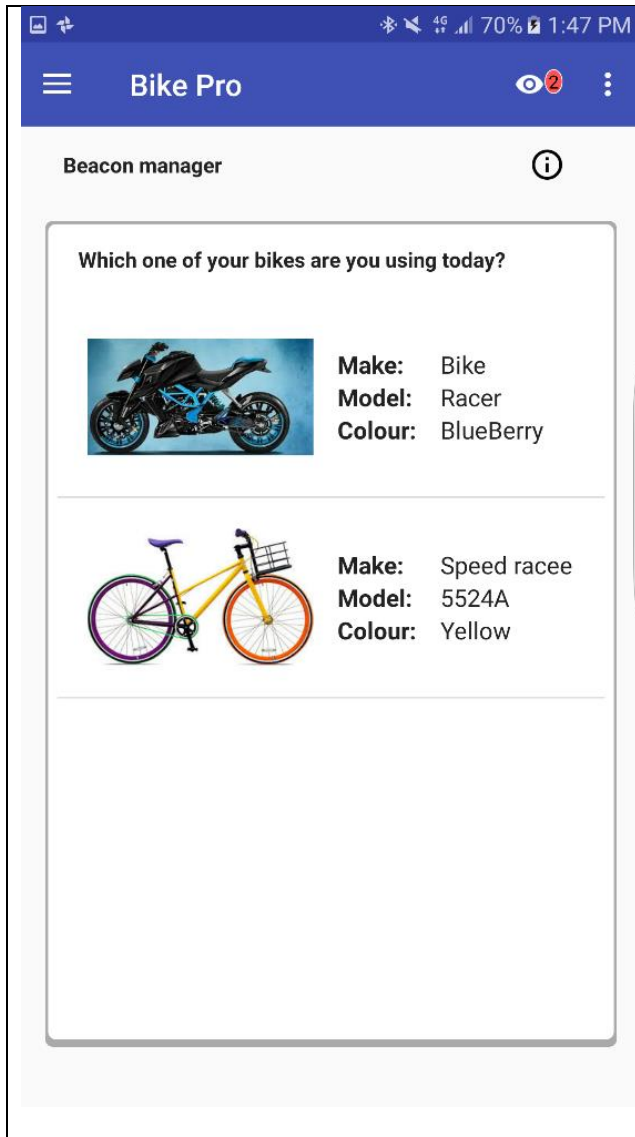 4G 70% 1:47 PM
Bike Pro 2
Beacon manager
Which one of your bikes are you using today?
Make: Bike
Model: Racer
Colour: BlueBerry
Make: Speed racee
Model: 5524A
Colour: Yellow